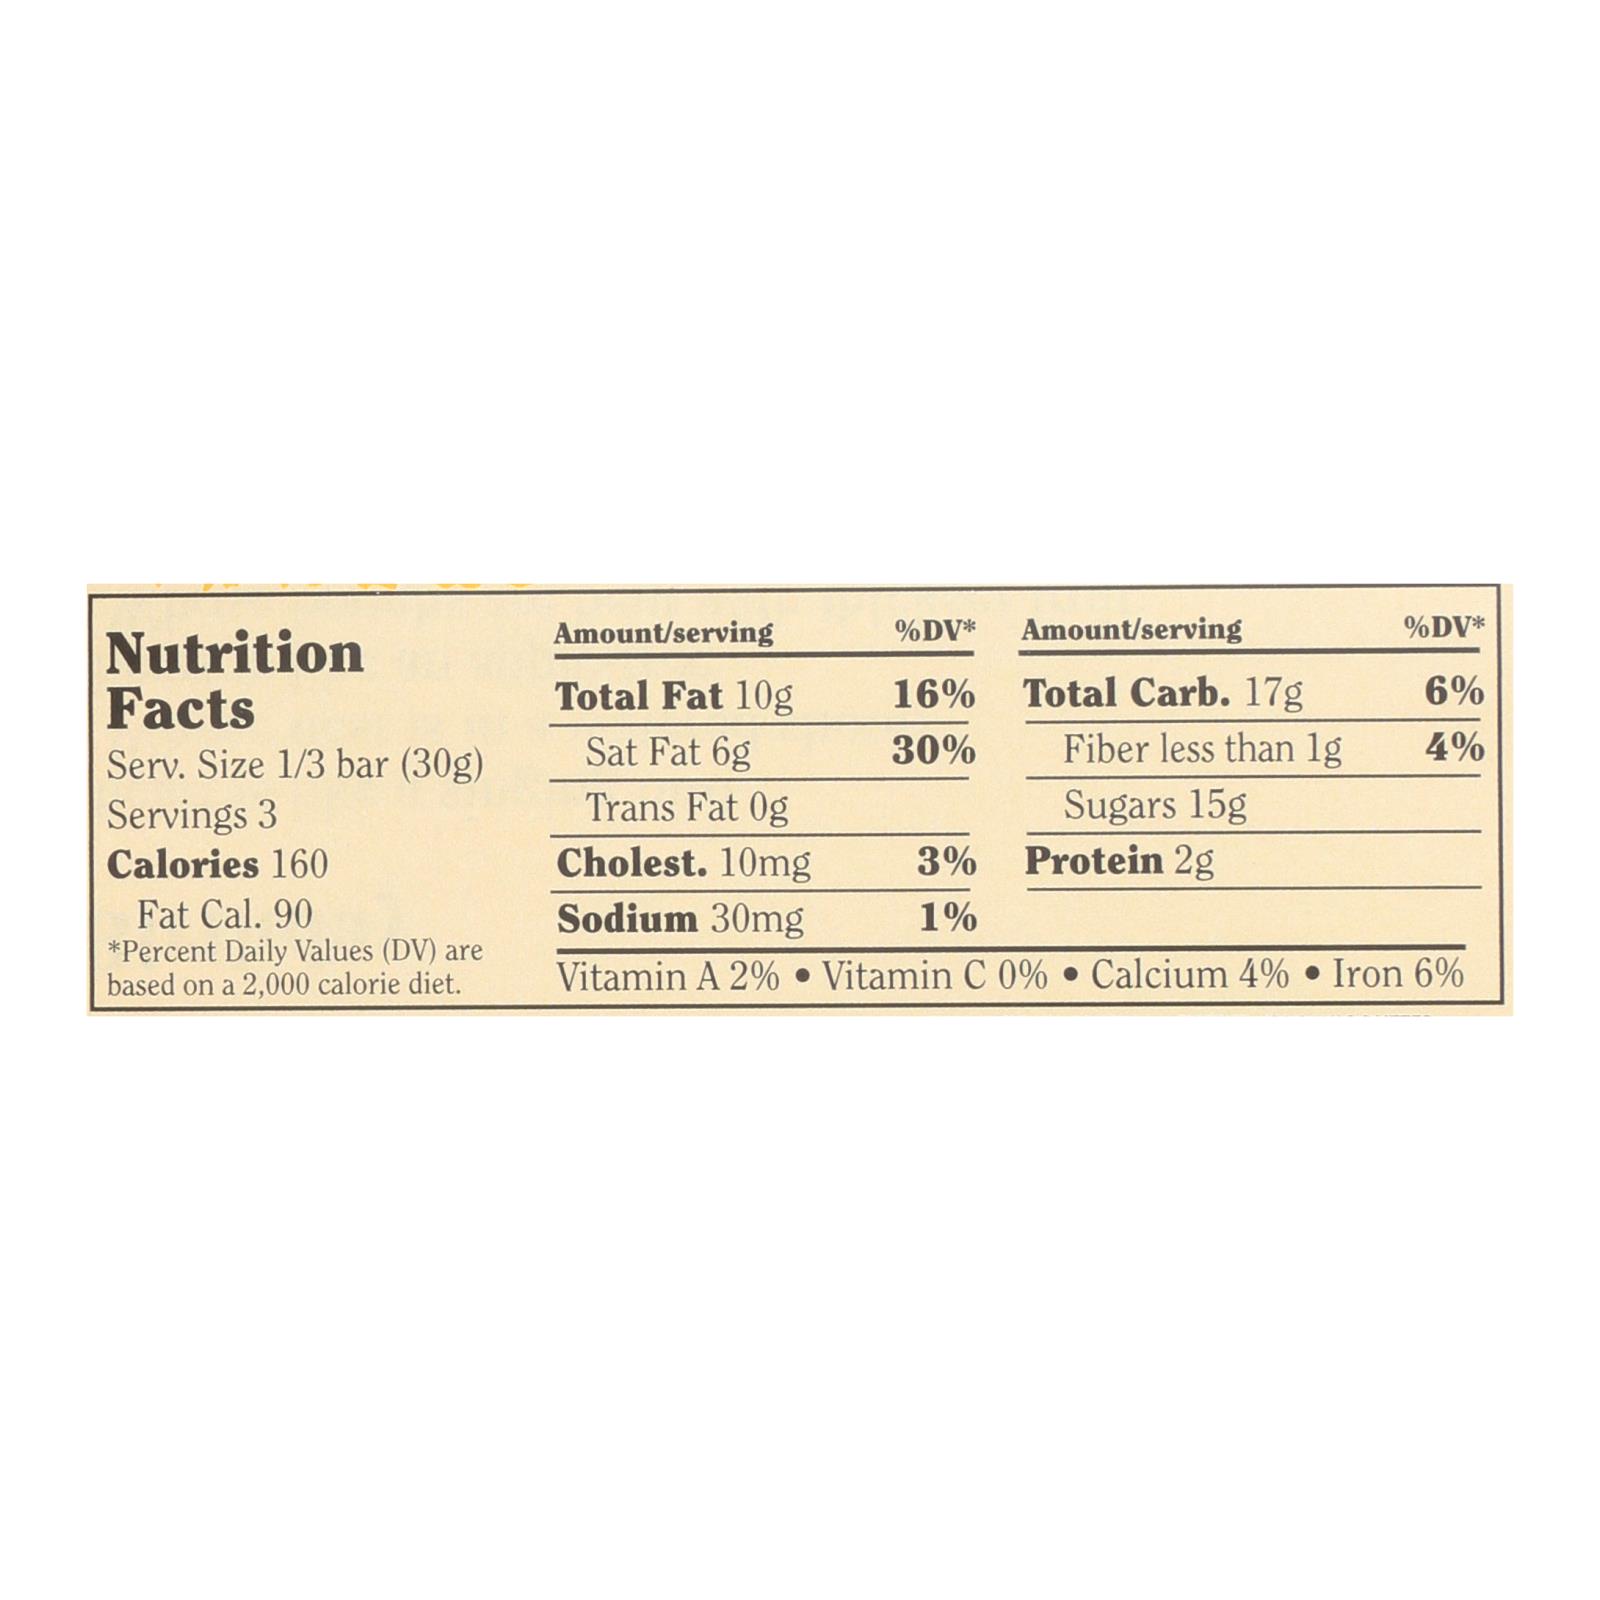 Nutrition
Facts
Serv. Size 1/3 bar (30g)
Servings 3
Calories 160
Fat Cal. 90
*Percent Daily Values (DV) are
based on a 2,000 calorie diet.
Amount/serving %DV*
Total Fat 10g 16%
Sat Fat 6g 30%
Trans Fat 0g
Cholest. 10mg 3%
Sodium 30mg 1%
Amount/serving %DV*
Total Carb. 17g 6%
Fiber less than 1g 4%
Sugars 15g
Protein 2g
Vitamin A 2% • Vitamin C 0% • Calcium 4% • Iron 6%